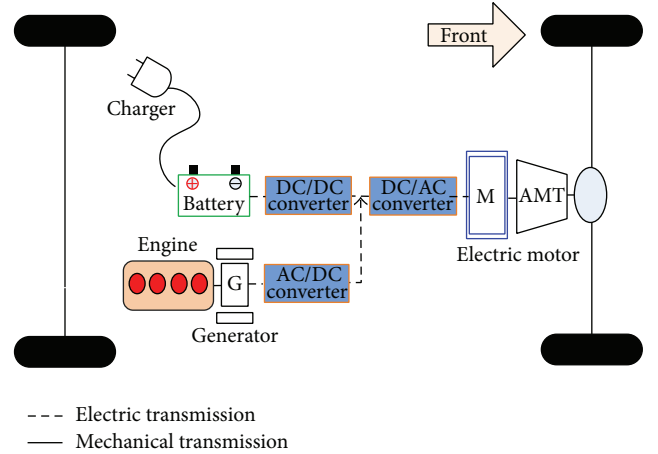 Front
Charger
DC/DC
converter
DC/AC
converter
Battery
M
AMT
Electric motor
Engine
G
AC/DC
converter
Generator
Electric transmission
Mechanical transmission